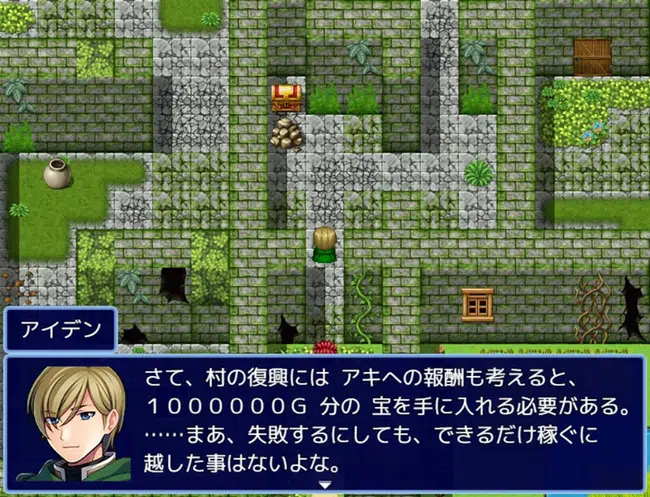 アイデン
さて、村の復興には アキへの報酬も考えると、
１００００００Ｇ 分の 宝を手に入れる必要がある。
……まあ、失敗するにしても、できるだけ稼ぐに
越した事はないよな。